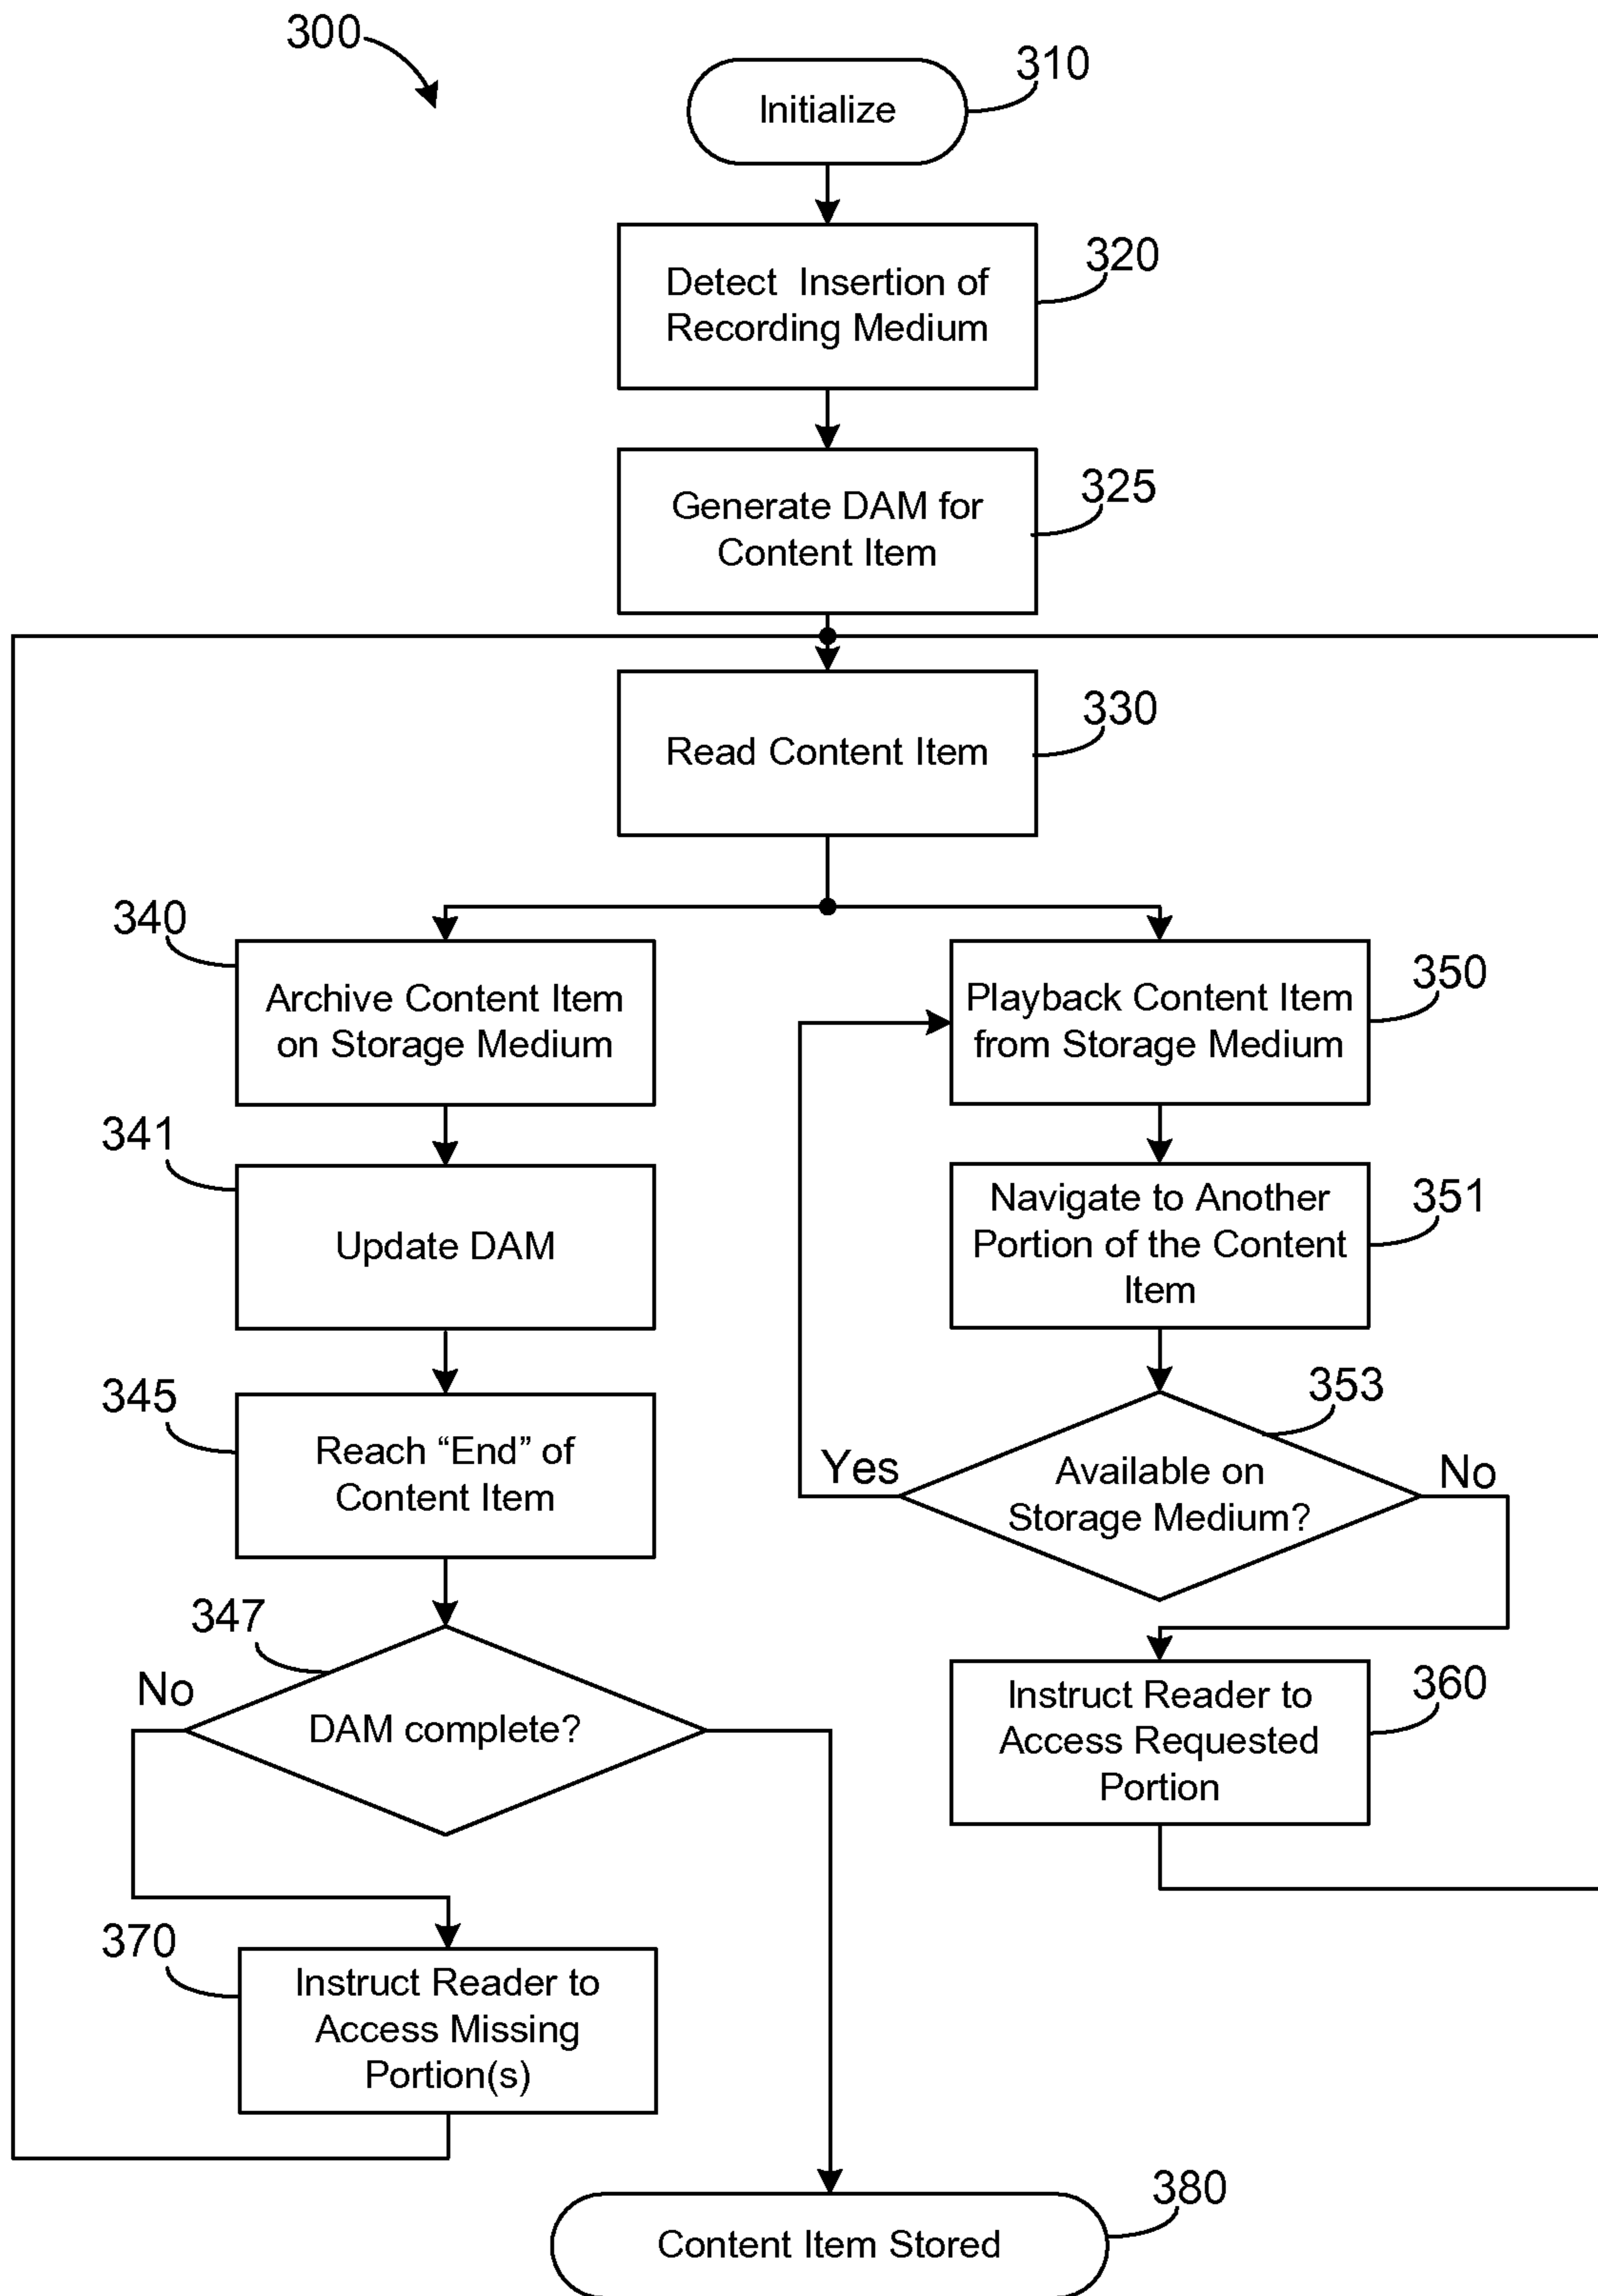 300
310
Initialize
320
Detect Insertion of
Recording Medium
325
Generate DAM for
Content Item
330
Read Content Item
340
Archive Content Item
on Storage Medium
350
Playback Content Item
from Storage Medium
341
Update DAM
351
Navigate to Another
Portion of the Content
Item
345
Reach “End” of
Content Item
353
Yes
Available on
Storage Medium?
No
347
No
DAM complete?
360
Instruct Reader to
Access Requested
Portion
370
Instruct Reader to
Access Missing
Portion(s)
380
Content Item Stored